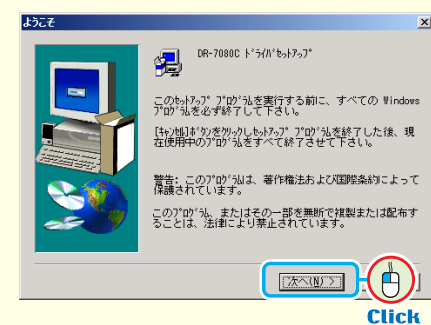 ようこそ
DR-7080C ﾄﾞﾗｲﾊﾞｾｯﾄｱｯﾌﾟ
このｾｯﾄｱｯﾌﾟ ﾌﾟﾛｸﾞﾗﾑを実行する前に、すべての Windows
ﾌﾟﾛｸﾞﾗﾑを必ず終了して下さい。
[ｷｬﾝｾﾙ]ﾎﾞﾀﾝをｸﾘｯｸしｾｯﾄｱｯﾌﾟ ﾌﾟﾛｸﾞﾗﾑを終了した後、現
在使用中のﾌﾟﾛｸﾞﾗﾑをすべて終了させて下さい。
警告: このﾌﾟﾛｸﾞﾗﾑは、著作権法および国際条約によって
保護されています。
このﾌﾟﾛｸﾞﾗﾑ、またはその一部を無断で複製または配布す
ることは、法律により禁止されています。
次へ(N) >
Click